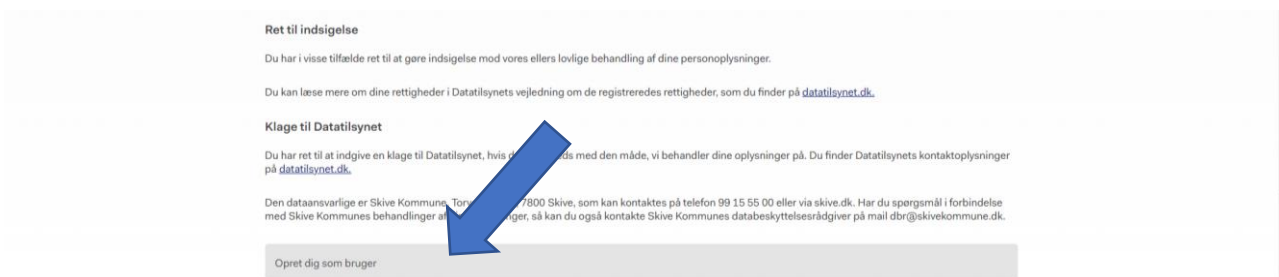 Ret til indsigelse
Du har i visse tilfælde ret til at gøre indsigelse mod vores ellers lovlige behandling af dine personoplysninger.
Du kan læse mere om dine rettigheder i Datatilsynets vejledning om de registreredes rettigheder, som du finder på datatilsynet.dk.
Klage til Datatilsynet
Du har ret til at indgive en klage til Datatilsynet, hvis med den måde, vi behandler dine oplysninger på. Du finder Datatilsynets kontaktoplysninger
på datatilsynet.dk.
Den dataansvarlige er Skive Kommune, 7800 Skive, som kan kontaktes på telefon 99 15 55 00 eller via skive.dk. Har du spørgsmål i forbindelse
med Skive Kommunes behandlinger så kan du også kontakte Skive Kommunes databeskyttelsesrådgiver på mail dbr@skivekommune.dk.
Opret dig som bruger